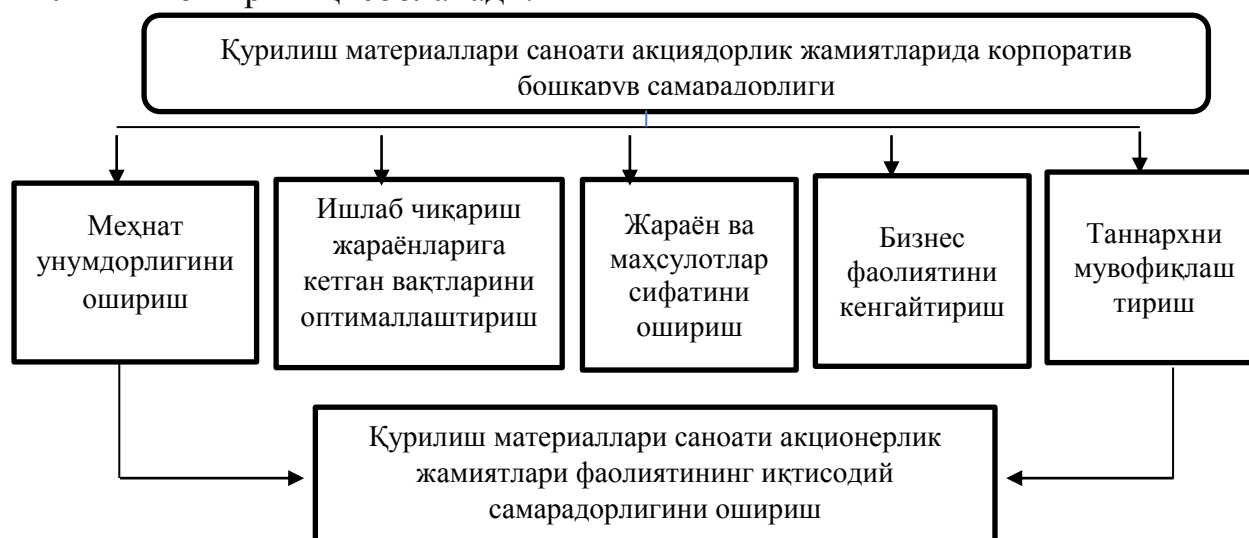 Қурилиш материаллари саноати акциядорлик жамиятларида корпоратив
бошқарув самарадорлиги
Меҳнат
унумдорлигини
ошириш
Ишлаб чиқариш
жараёнларига
кетган вақтларини
оптималлаштириш
Жараён ва
маҳсулотлар
сифатини
ошириш
Бизнес
фаолиятини
кенгайтириш
Таннархни
мувофиқлаш
тириш
Қурилиш материаллари саноати акционерлик
жамиятлари фаолиятининг иқтисодий
самарадорлигини ошириш